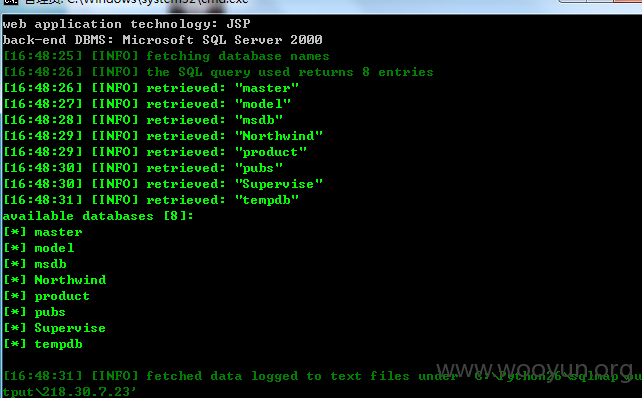 C:\Windows\system32\cmd.exe
web application technology: JSP
back-end DBMS: Microsoft SQL Server 2000
[16:48:25] [INFO] fetching database names
[16:48:26] [INFO] the SQL query used returns 8 entries
[16:48:26] [INFO] retrieved: "master"
[16:48:27] [INFO] retrieved: "model"
[16:48:28] [INFO] retrieved: "msdb"
[16:48:29] [INFO] retrieved: "Northwind"
[16:48:29] [INFO] retrieved: "product"
[16:48:30] [INFO] retrieved: "pubs"
[16:48:30] [INFO] retrieved: "Supervise"
[16:48:31] [INFO] retrieved: "tempdb"
available databases [8]:
[*] master
[*] model
[*] msdb
[*] Northwind
[*] product
[*] pubs
[*] Supervise
[*] tempdb
www.wooyun.org
[16:48:31] [INFO] fetched data logged to text files under 'C:\Python26\sqlmap\ou
tput\218.30.7.23'